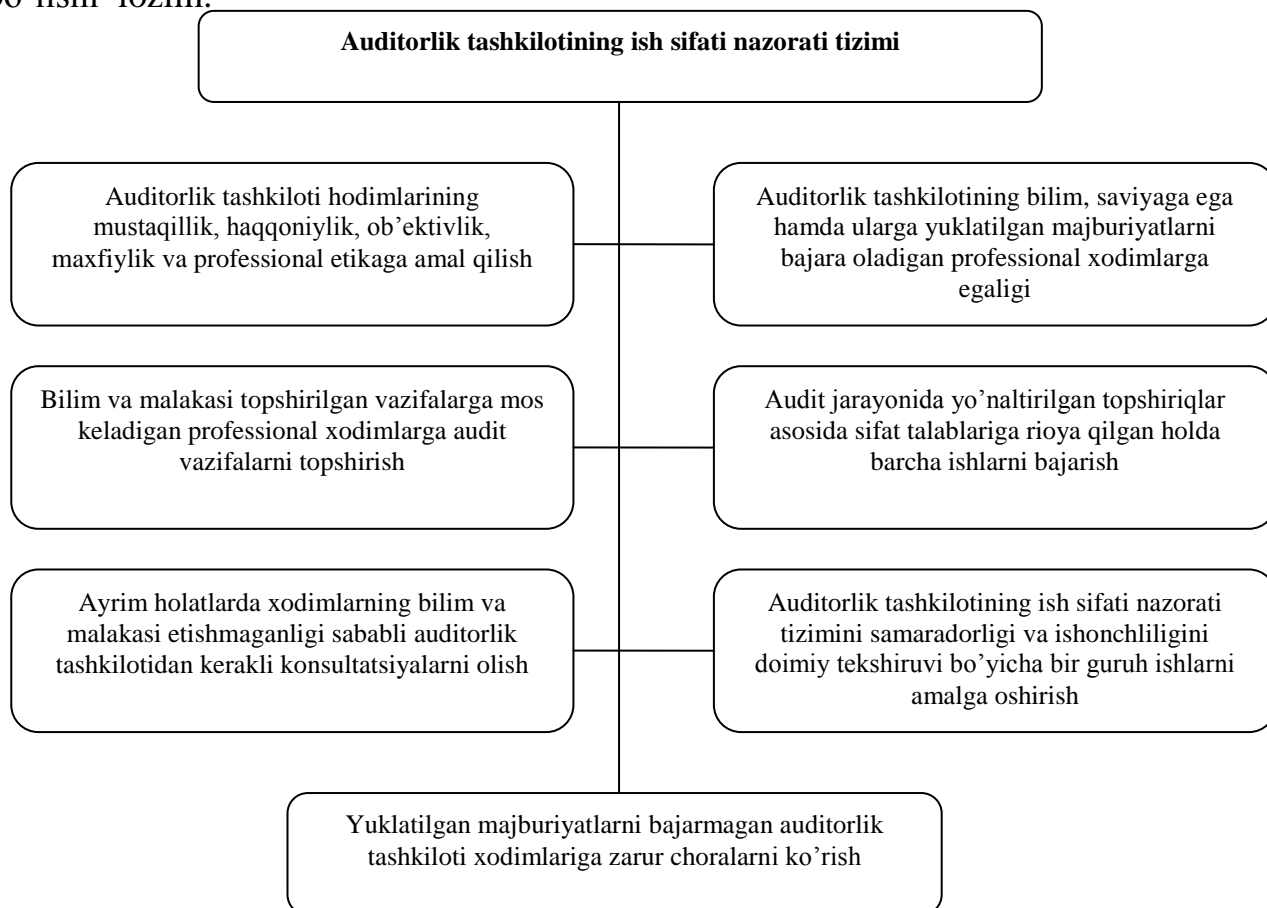 bo'lishi lozim.
Auditorlik tashkilotining ish sifati nazorati tizimi
Auditorlik tashkiloti hodimlarining
mustaqillik, haqqoniylik, ob’ektivlik,
maxfiylik va professional etikaga amal qilish
Auditorlik tashkilotining bilim, saviyaga ega
hamda ularga yuklatilgan majburiyatlarni
bajara oladigan professional xodimlarga
egaligi
Bilim va malakasi topshirilgan vazifalarga mos
keladigan professional xodimlarga audit
vazifalarni topshirish
Audit jarayonida yo’naltirilgan topshiriqlar
asosida sifat talablariga rioya qilgan holda
barcha ishlarni bajarish
Ayrim holatlarda xodimlarning bilim va
malakasi etishmaganligi sababli auditorlik
tashkilotidan kerakli konsultatsiyalarni olish
Auditorlik tashkilotining ish sifati nazorati
tizimini samaradorligi va ishonchliligini
doimiy tekshiruvi bo’yicha bir guruh ishlarni
amalga oshirish
Yuklatilgan majburiyatlarni bajarmagan auditorlik
tashkiloti xodimlariga zarur choralarni ko’rish